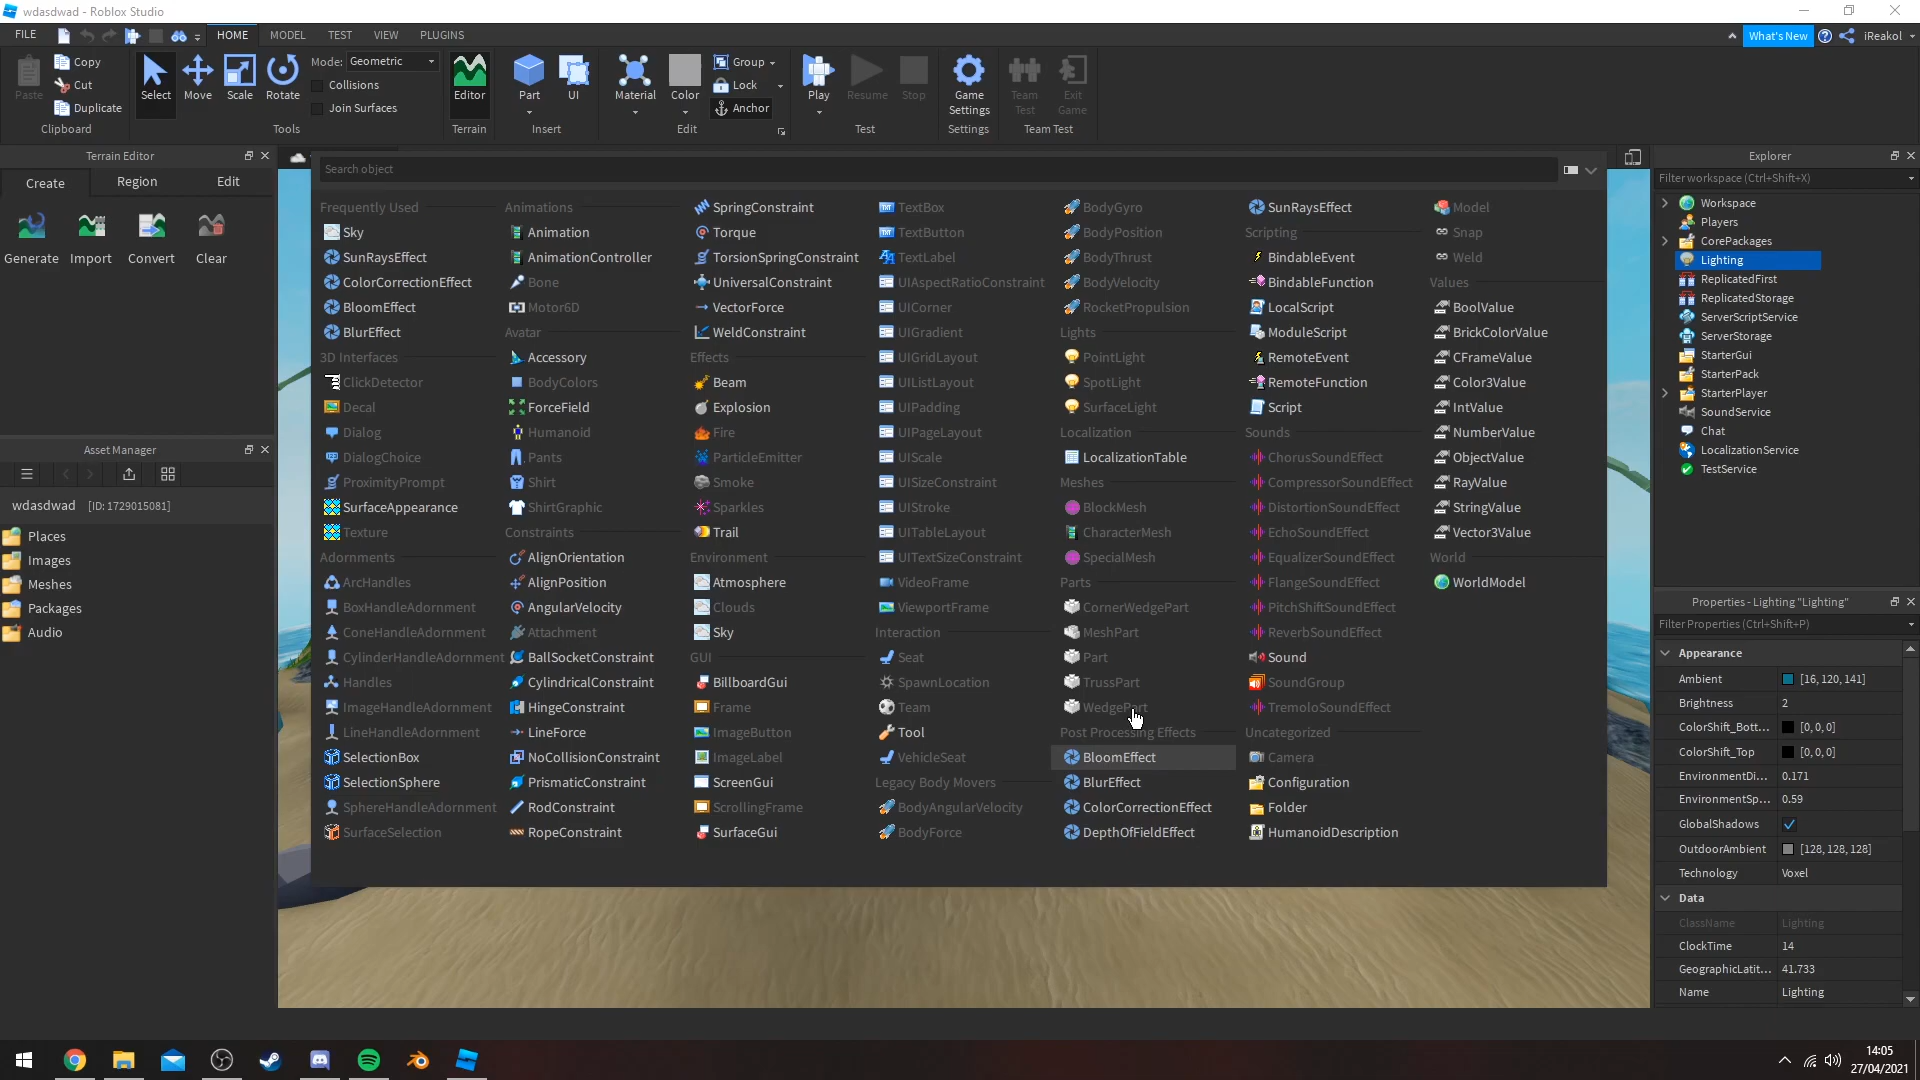 wdasdwad - Roblox Studio
FILE
HOME
MODEL
TEST
VIEW
PLUGINS
What's New
iReakol
Paste
Copy
Cut
Duplicate
Clipboard
Select
Move
Scale
Rotate
Mode: Geometric
Collisions
Join Surfaces
Tools
Editor
Terrain
Part
UI
Insert
Material
Color
Group
Lock
Anchor
Edit
Play
Resume
Stop
Test
Game Settings
Settings
Team Test
Exit Game
Team Test
Terrain Editor
Create
Region
Edit
Generate
Import
Convert
Clear
Asset Manager
wdasdwad [ID: 1729015081]
Places
Images
Meshes
Packages
Audio
Search object
Frequently Used
Sky
SunRaysEffect
ColorCorrectionEffect
BloomEffect
BlurEffect
3D Interfaces
ClickDetector
Decal
Dialog
DialogChoice
ProximityPrompt
SurfaceAppearance
Texture
Adornments
ArcHandles
BoxHandleAdornment
ConeHandleAdornment
CylinderHandleAdornment
Handles
ImageHandleAdornment
LineHandleAdornment
SelectionBox
SelectionSphere
SphereHandleAdornment
SurfaceSelection
Animations
Animation
AnimationController
Bone
Motor6D
Avatar
Accessory
BodyColors
ForceField
Humanoid
Pants
Shirt
ShirtGraphic
Constraints
AlignOrientation
AlignPosition
AngularVelocity
Attachment
BallSocketConstraint
CylindricalConstraint
HingeConstraint
LineForce
NoCollisionConstraint
PrismaticConstraint
RodConstraint
RopeConstraint
SpringConstraint
Torque
TorsionSpringConstraint
UniversalConstraint
VectorForce
WeldConstraint
Effects
Beam
Explosion
Fire
ParticleEmitter
Smoke
Sparkles
Trail
Environment
Atmosphere
Clouds
Sky
GUI
BillboardGui
Frame
ImageButton
ImageLabel
ScreenGui
ScrollingFrame
SurfaceGui
TextBox
TextButton
TextLabel
UIAspectRatioConstraint
UICorner
UIGradient
UIGridLayout
UIListLayout
UIPadding
UIPageLayout
UIScale
UISizeConstraint
UIStroke
UITableLayout
UITextSizeConstraint
VideoFrame
ViewportFrame
Interaction
Seat
SpawnLocation
Team
Tool
VehicleSeat
Legacy Body Movers
BodyAngularVelocity
BodyForce
BodyGyro
BodyPosition
BodyThrust
BodyVelocity
RocketPropulsion
Lights
PointLight
SpotLight
SurfaceLight
Localization
LocalizationTable
Meshes
BlockMesh
CharacterMesh
SpecialMesh
Parts
CornerWedgePart
MeshPart
Part
TrussPart
WedgePart
Post Processing Effects
BloomEffect
BlurEffect
ColorCorrectionEffect
DepthOfFieldEffect
SunRaysEffect
Scripting
BindableEvent
BindableFunction
LocalScript
ModuleScript
RemoteEvent
RemoteFunction
Script
Sounds
ChorusSoundEffect
CompressorSoundEffect
DistortionSoundEffect
EchoSoundEffect
EqualizerSoundEffect
FlangeSoundEffect
PitchShiftSoundEffect
ReverbSoundEffect
Sound
SoundGroup
TremoloSoundEffect
Uncategorized
Camera
Configuration
Folder
HumanoidDescription
Model
Snap
Weld
Values
BoolValue
BrickColorValue
CFrameValue
Color3Value
IntValue
NumberValue
ObjectValue
RayValue
StringValue
Vector3Value
World
WorldModel
Explorer
Filter workspace (Ctrl+Shift+X)
Workspace
Players
CorePackages
Lighting
ReplicatedFirst
ReplicatedStorage
ServerScriptService
ServerStorage
StarterGui
StarterPack
StarterPlayer
SoundService
Chat
LocalizationService
TestService
Properties - Lighting "Lighting"
Filter Properties (Ctrl+Shift+P)
Appearance
Ambient [16, 120, 141]
Brightness 2
ColorShift_Bott... [0, 0, 0]
ColorShift_Top [0, 0, 0]
EnvironmentDi... 0.171
EnvironmentSp... 0.59
GlobalShadows
OutdoorAmbient [128, 128, 128]
Technology Voxel
Data
ClassName Lighting
ClockTime 14
GeographicLatit... 41.733
Name Lighting
14:05
27/04/2021